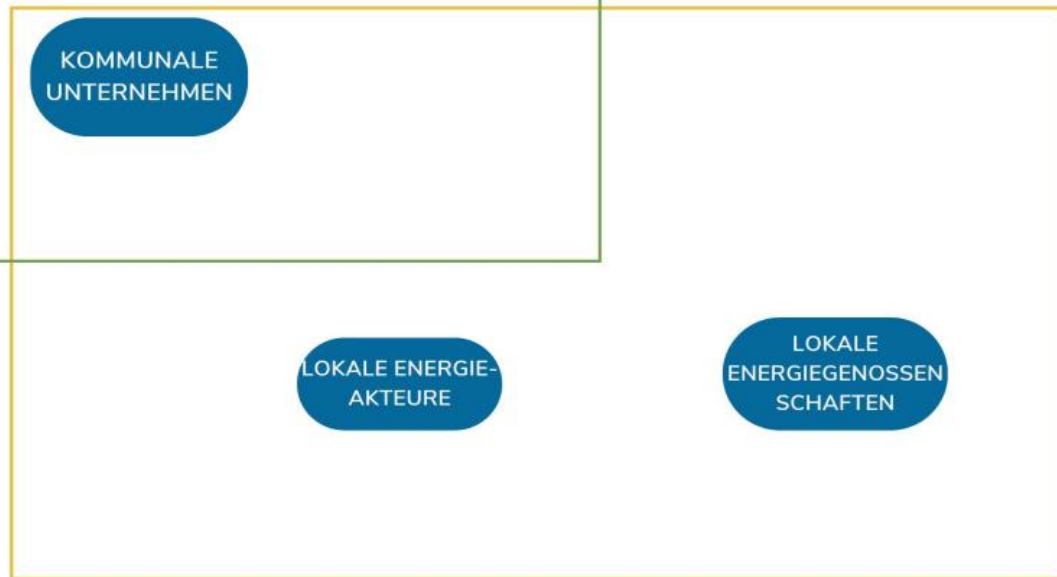 KOMMUNALE
UNTERNEHMEN
LOKALE ENERGIE-
AKTEURE
LOKALE
ENERGIEGENOSSEN
SCHAFTEN